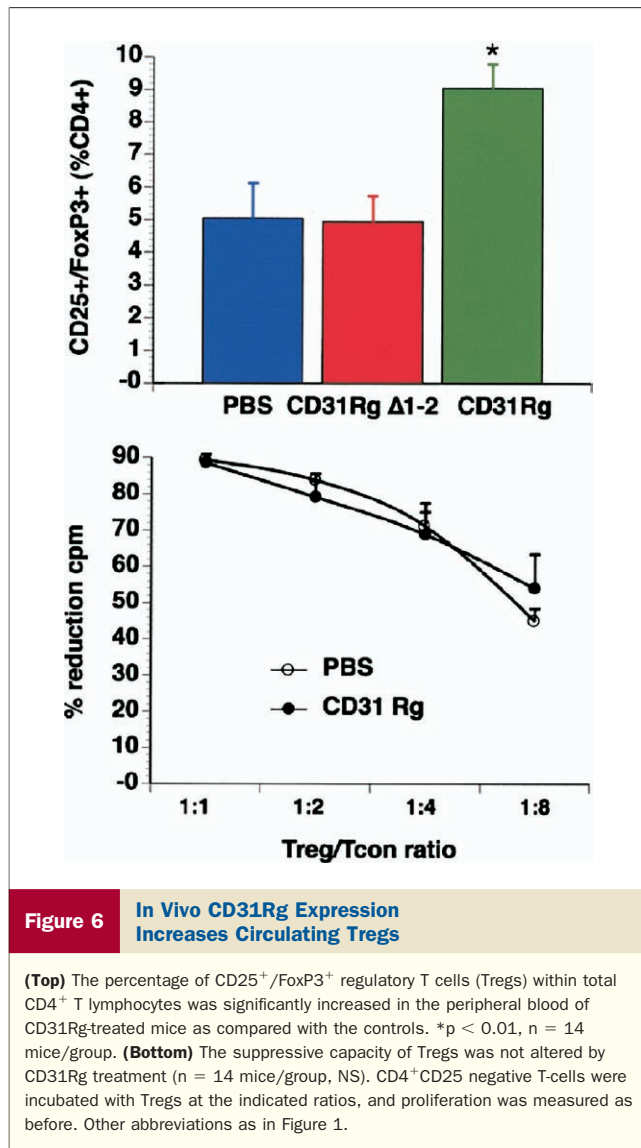 10
9
8
7
6
5
4
3
2
1
-0
CD25+/FoxP3+ (%CD4+)
*
PBS CD31Rg Δ1-2 CD31Rg
90
80
70
60
50
40
30
20
10
-0
% reduction cpm
PBS
CD31 Rg
1:1 1:2 1:4 1:8
Treg/Tcon ratio
Figure 6
In Vivo CD31Rg Expression
Increases Circulating Tregs
(Top) The percentage of CD25⁺/FoxP3⁺ regulatory T cells (Tregs) within total
CD4⁺ T lymphocytes was significantly increased in the peripheral blood of
CD31Rg-treated mice as compared with the controls. *p < 0.01, n = 14
mice/group. (Bottom) The suppressive capacity of Tregs was not altered by
CD31Rg treatment (n = 14 mice/group, NS). CD4⁺CD25 negative T-cells were
incubated with Tregs at the indicated ratios, and proliferation was measured as
before. Other abbreviations as in Figure 1.